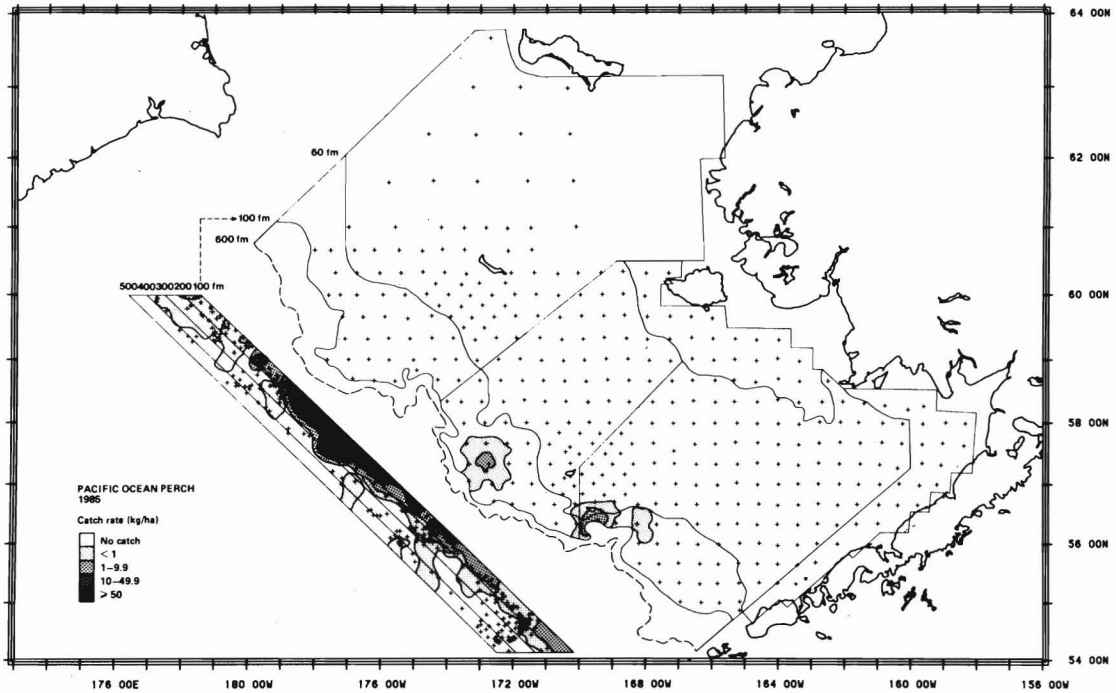 64 00N
60 fm
62 00N
100 fm
600 fm
500400300200 100 fm
60 00N
58 00N
PACIFIC OCEAN PERCH
1985
Catch rate (kg/ha)
No catch
< 1
1–9.9
10–49.9
≥ 50
56 00N
54 00N
176 00E
180 00W
176 00W
172 00W
168 00W
164 00W
160 00W
156 00W